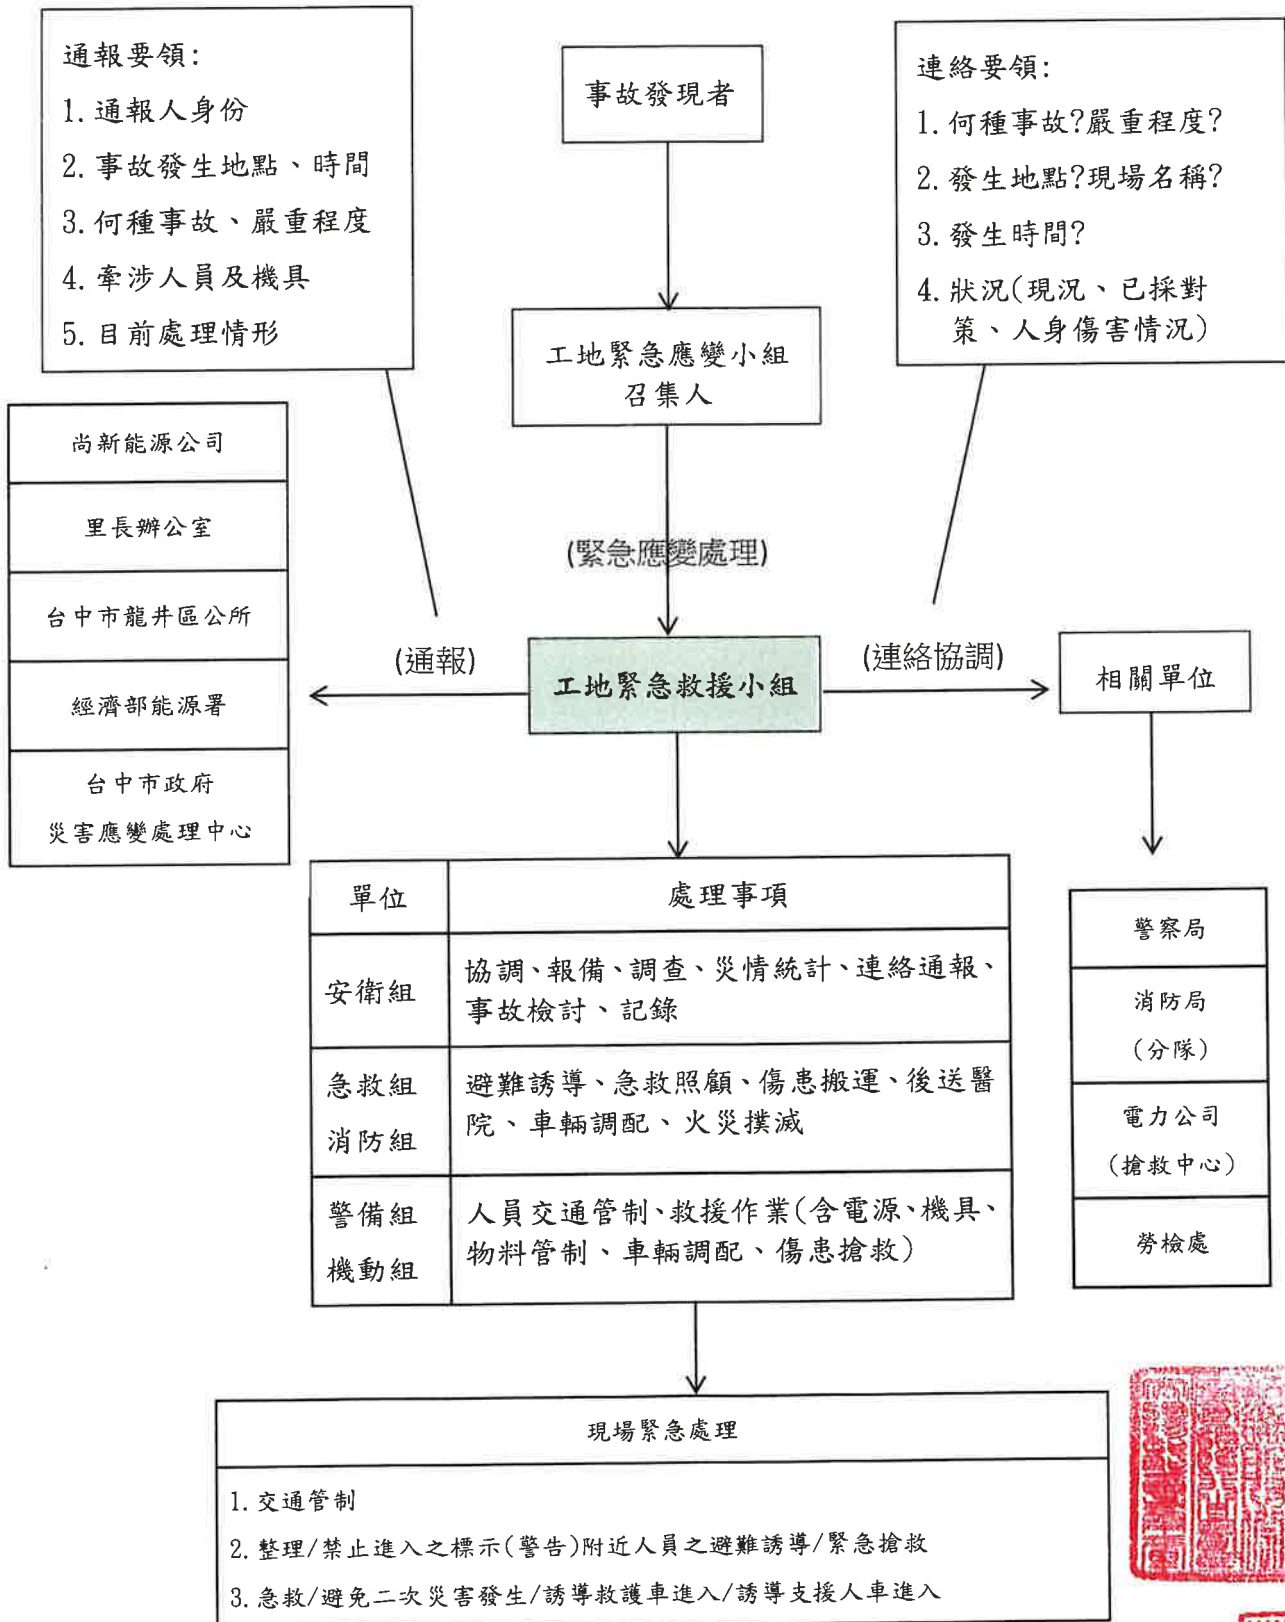 通報要領:
1. 通報人身份
2. 事故發生地點、時間
3. 何種事故、嚴重程度
4. 牽涉人員及機具
5. 目前處理情形
事故發現者
連絡要領:
1. 何種事故?嚴重程度?
2. 發生地點?現場名稱?
3. 發生時間?
4. 狀況(現況、已採對
策、人身傷害情況)
工地緊急應變小組
召集人
尚新能源公司
里長辦公室
台中市龍井區公所
經濟部能源署
台中市政府
災害應變處理中心
(緊急應變處理)
(通報)
工地緊急救援小組
(連絡協調)
相關單位
單位
處理事項
安衛組
協調、報備、調查、災情統計、連絡通報、
事故檢討、記錄
急救組
消防組
避難誘導、急救照顧、傷患搬運、後送醫
院、車輛調配、火災撲滅
警備組
機動組
人員交通管制、救援作業(含電源、機具、
物料管制、車輛調配、傷患搶救)
警察局
消防局
(分隊)
電力公司
(搶救中心)
勞檢處
現場緊急處理
1. 交通管制
2. 整理/禁止進入之標示(警告)附近人員之避難誘導/緊急搶救
3. 急救/避免二次災害發生/誘導救護車進入/誘導支援人車進入